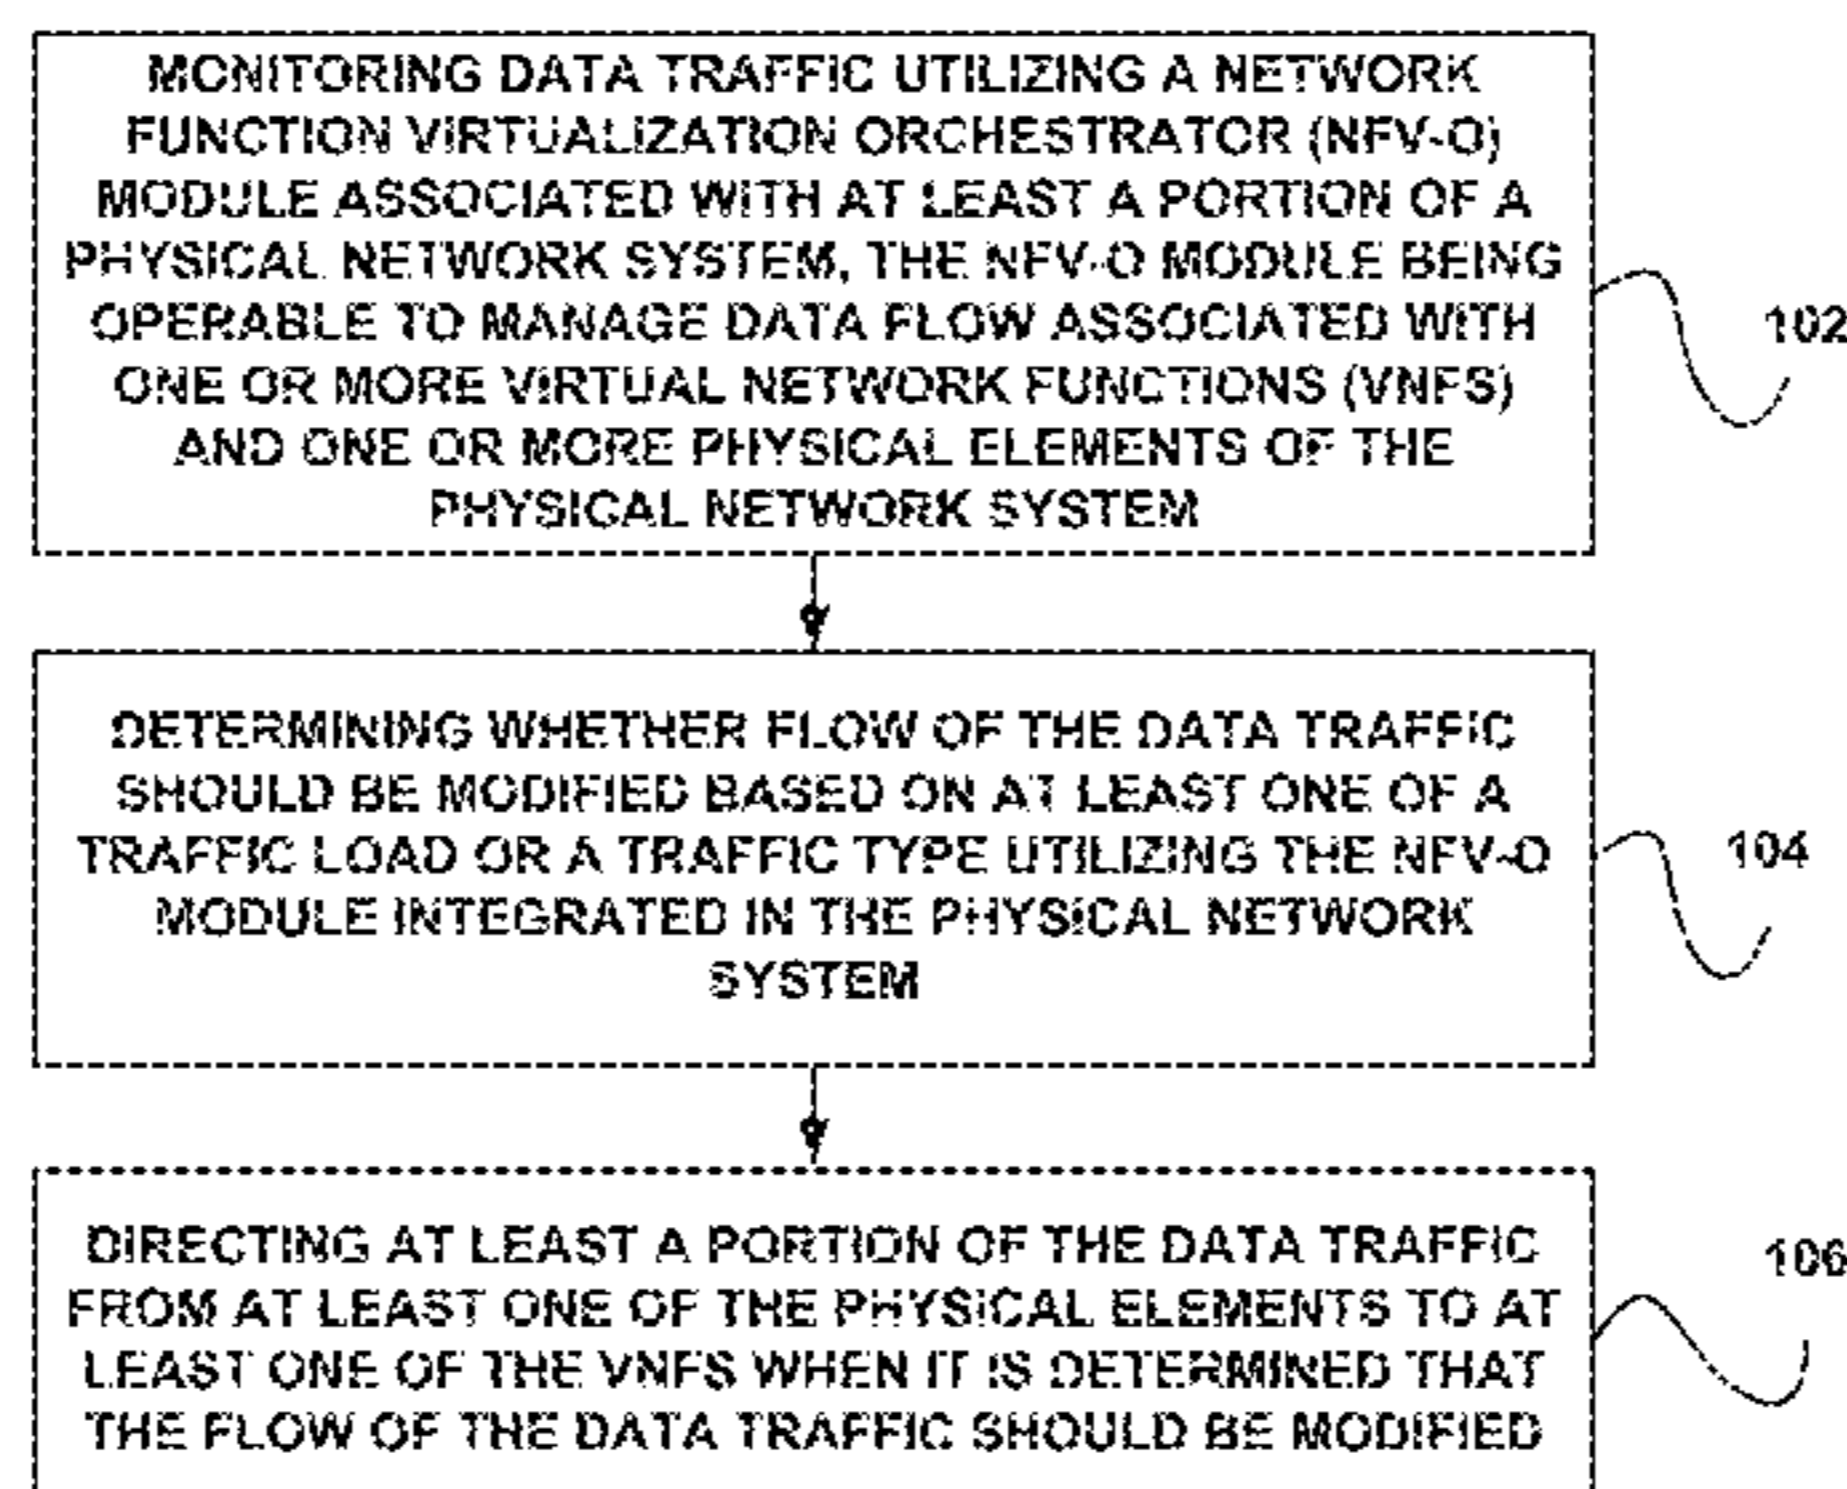 MONITORING DATA TRAFFIC UTILIZING A NETWORK
FUNCTION VIRTUALIZATION ORCHESTRATOR (NFV-O)
MODULE ASSOCIATED WITH AT LEAST A PORTION OF A
PHYSICAL NETWORK SYSTEM, THE NFV-O MODULE BEING
OPERABLE TO MANAGE DATA FLOW ASSOCIATED WITH
ONE OR MORE VIRTUAL NETWORK FUNCTIONS (VNFS)
AND ONE OR MORE PHYSICAL ELEMENTS OF THE
PHYSICAL NETWORK SYSTEM
102
DETERMINING WHETHER FLOW OF THE DATA TRAFFIC
SHOULD BE MODIFIED BASED ON AT LEAST ONE OF A
TRAFFIC LOAD OR A TRAFFIC TYPE UTILIZING THE NFV-O
MODULE INTEGRATED IN THE PHYSICAL NETWORK
SYSTEM
104
DIRECTING AT LEAST A PORTION OF THE DATA TRAFFIC
FROM AT LEAST ONE OF THE PHYSICAL ELEMENTS TO AT
LEAST ONE OF THE VNFS WHEN IT IS DETERMINED THAT
THE FLOW OF THE DATA TRAFFIC SHOULD BE MODIFIED
106